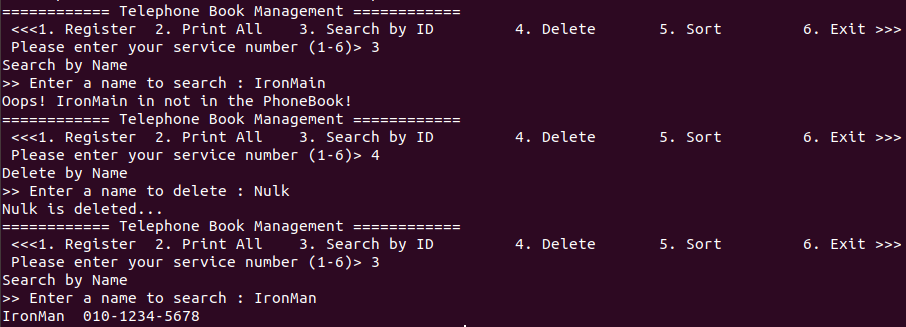 ============ Telephone Book Management ============
<<<1. Register  2. Print All    3. Search by ID         4. Delete       5. Sort         6. Exit >>>
Please enter your service number (1-6)> 3
Search by Name
>> Enter a name to search : IronMain
Oops! IronMain in not in the PhoneBook!
============ Telephone Book Management ============
<<<1. Register  2. Print All    3. Search by ID         4. Delete       5. Sort         6. Exit >>>
Please enter your service number (1-6)> 4
Delete by Name
>> Enter a name to delete : Nulk
Nulk is deleted...
============ Telephone Book Management ============
<<<1. Register  2. Print All    3. Search by ID         4. Delete       5. Sort         6. Exit >>>
Please enter your service number (1-6)> 3
Search by Name
>> Enter a name to search : IronMan
IronMan  010-1234-5678